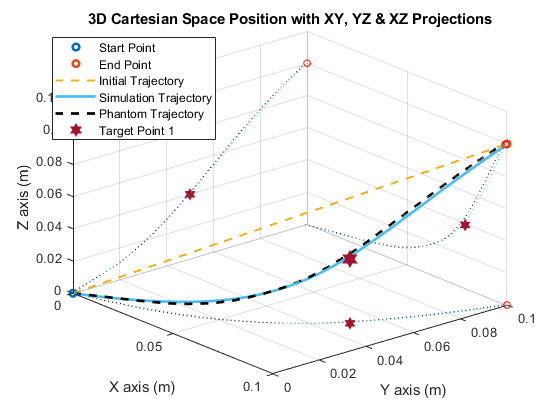 3D Cartesian Space Position with XY, YZ & XZ Projections
Start Point
End Point
Initial Trajectory
Simulation Trajectory
Phantom Trajectory
Target Point 1
0.1
0.08
0.06
0.04
0.02
0
Z axis (m)
0
0.05
0.1
X axis (m)
0
0.02
0.04
0.06
0.08
0.1
Y axis (m)